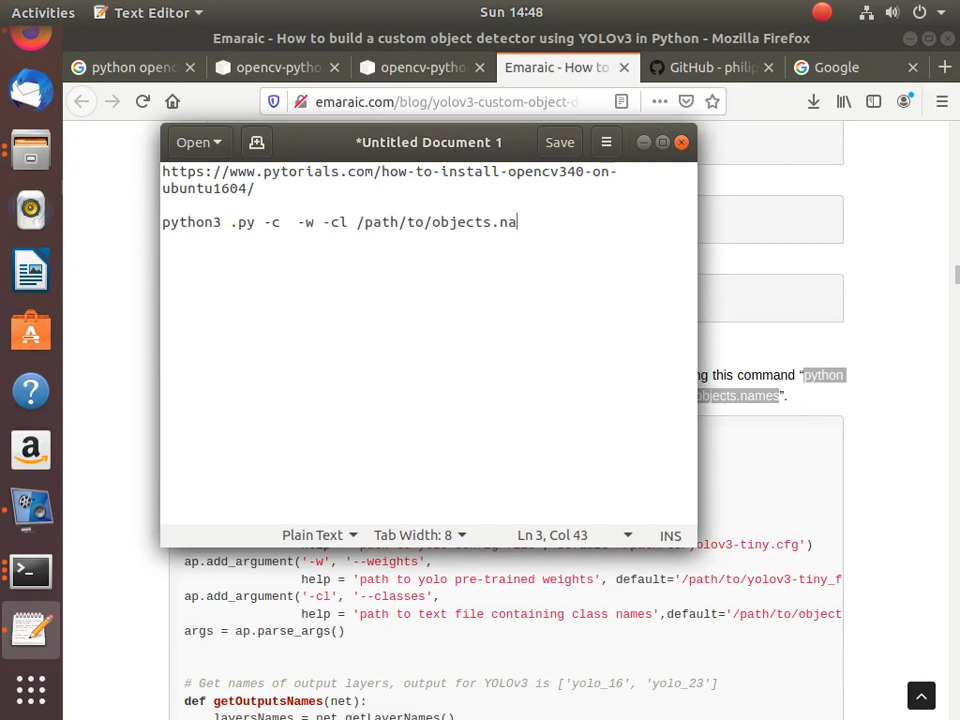 Activities Text Editor Sun 14:48
Emaraic - How to build a custom object detector using YOLOv3 in Python - Mozilla Firefox
python openc opencv-python opencv-pytho Emaraic - How to GitHub - philip Google
emaraic.com/blog/yolov3-custom-object-d
Open *Untitled Document 1 Save
https://www.pytorials.com/how-to-install-opencv340-on-
ubuntu1604/
python3 .py -c  -w -cl /path/to/objects.na
ng this command “python
objects.names”.
Plain Text Tab Width: 8 Ln 3, Col 43 INS
ap.add_argument('-w', '--weights',
help = 'path to yolo pre-trained weights', default='/path/to/yolov3-tiny_f
ap.add_argument('-cl', '--classes',
help = 'path to text file containing class names',default='/path/to/object
args = ap.parse_args()
# Get names of output layers, output for YOLOv3 is ['yolo_16', 'yolo_23']
def getOutputsNames(net):
layersNames = net.getLayerNames()